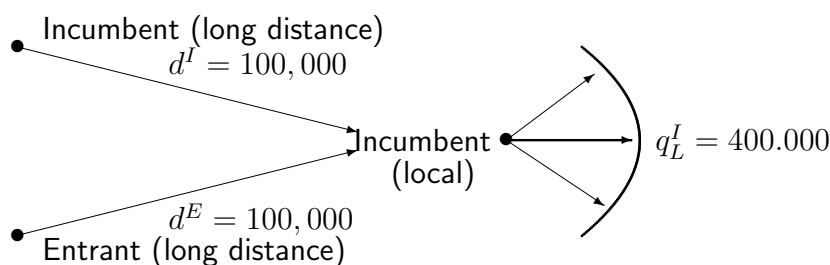 Incumbent (long distance)
d^I = 100, 000
Incumbent
(local)
q_L^I = 400.000
d^E = 100, 000
Entrant (long distance)